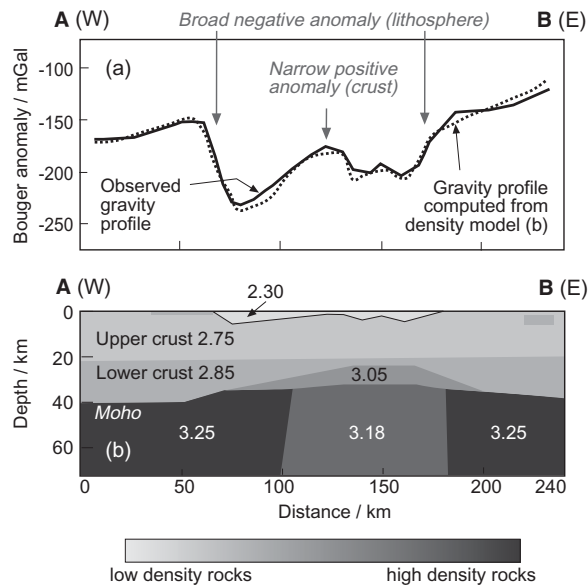 A (W)
Broad negative anomaly (lithosphere)
B (E)
Bouger anomaly / mGal
-100
-150
-200
-250
(a)
Narrow positive
anomaly (crust)
Observed
gravity
profile
Gravity profile
computed from
density model (b)
A (W)
B (E)
2.30
Depth / km
0
20
40
60
Upper crust 2.75
Lower crust 2.85
3.05
Moho
3.25
3.18
3.25
(b)
0
50
100
150
200
240
Distance / km
low density rocks
high density rocks